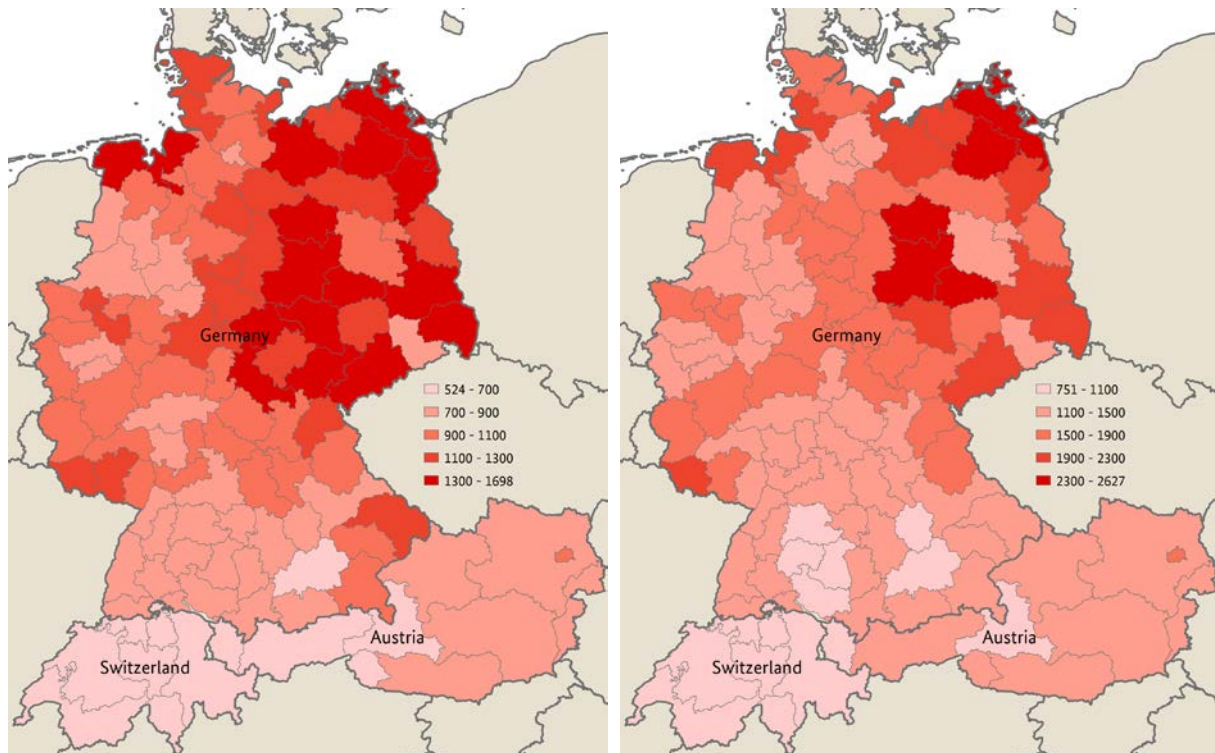 Germany
524 - 700
700 - 900
900 - 1100
1100 - 1300
1300 - 1698
Austria
Switzerland
Germany
751 - 1100
1100 - 1500
1500 - 1900
1900 - 2300
2300 - 2627
Austria
Switzerland